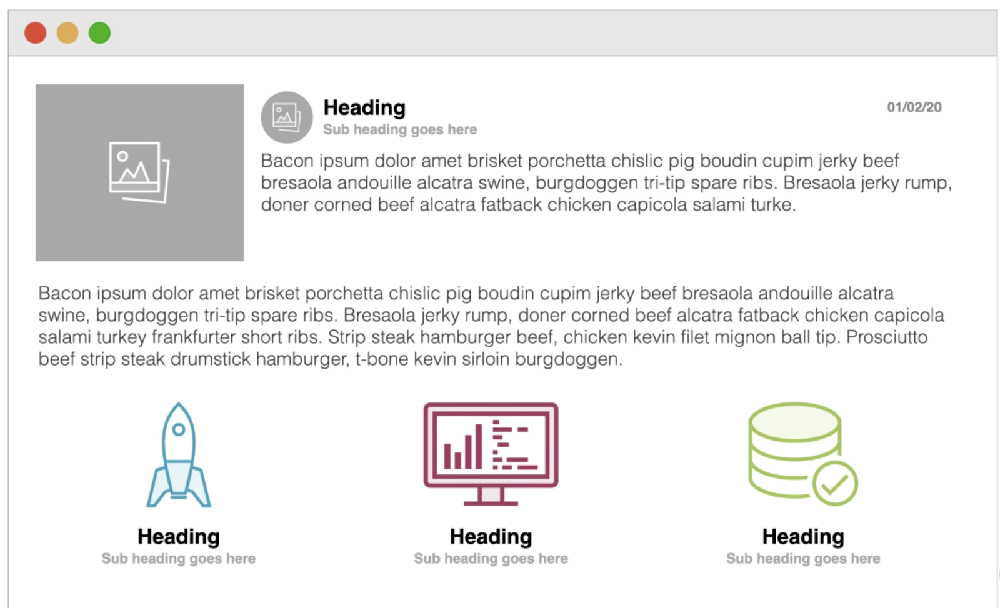 Heading
01/02/20
Sub heading goes here
Bacon ipsum dolor amet brisket porchetta chislic pig boudin cupim jerky beef
bresaola andouille alcatra swine, burgdoggen tri-tip spare ribs. Bresaola jerky rump,
doner corned beef alcatra fatback chicken capicola salami turke.
Bacon ipsum dolor amet brisket porchetta chislic pig boudin cupim jerky beef bresaola andouille alcatra
swine, burgdoggen tri-tip spare ribs. Bresaola jerky rump, doner corned beef alcatra fatback chicken capicola
salami turkey frankfurter short ribs. Strip steak hamburger beef, chicken kevin filet mignon ball tip. Prosciutto
beef strip steak drumstick hamburger, t-bone kevin sirloin burgdoggen.
Heading
Sub heading goes here
Heading
Sub heading goes here
Heading
Sub heading goes here